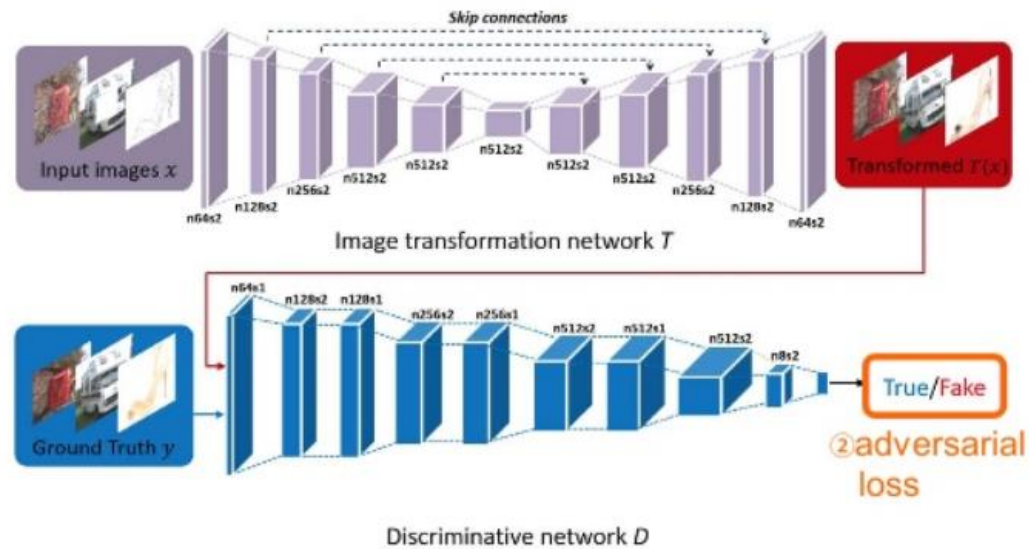 Skip connections
Input images x
n64s2
n128s2
n256s2
n512s2
n512s2
n512s2
n512s2
n512s2
n256s2
n128s2
n64s2
Transformed T(x)
Image transformation network T
n64s1
n128s2
n128s1
n256s2
n256s1
n512s2
n512s1
n512s2
n8s2
Ground Truth y
True/Fake
②adversarial
loss
Discriminative network D